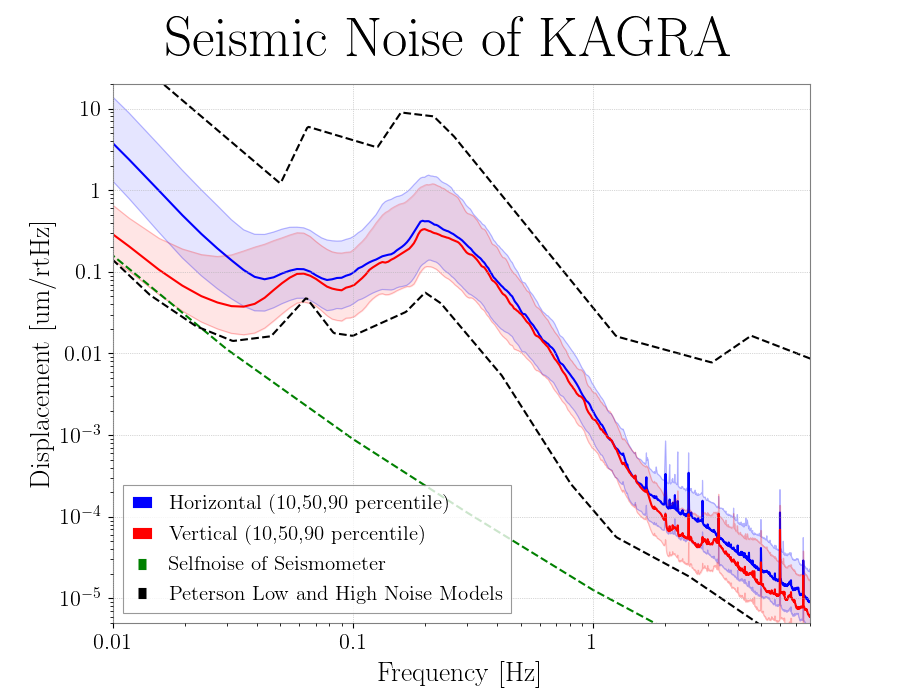 Seismic Noise of KAGRA
Displacement [um/rtHz]
10
1
0.1
0.01
10⁻³
10⁻⁴
10⁻⁵
Horizontal (10,50,90 percentile)
Vertical (10,50,90 percentile)
Selfnoise of Seismometer
Peterson Low and High Noise Models
0.01 0.1 1
Frequency [Hz]